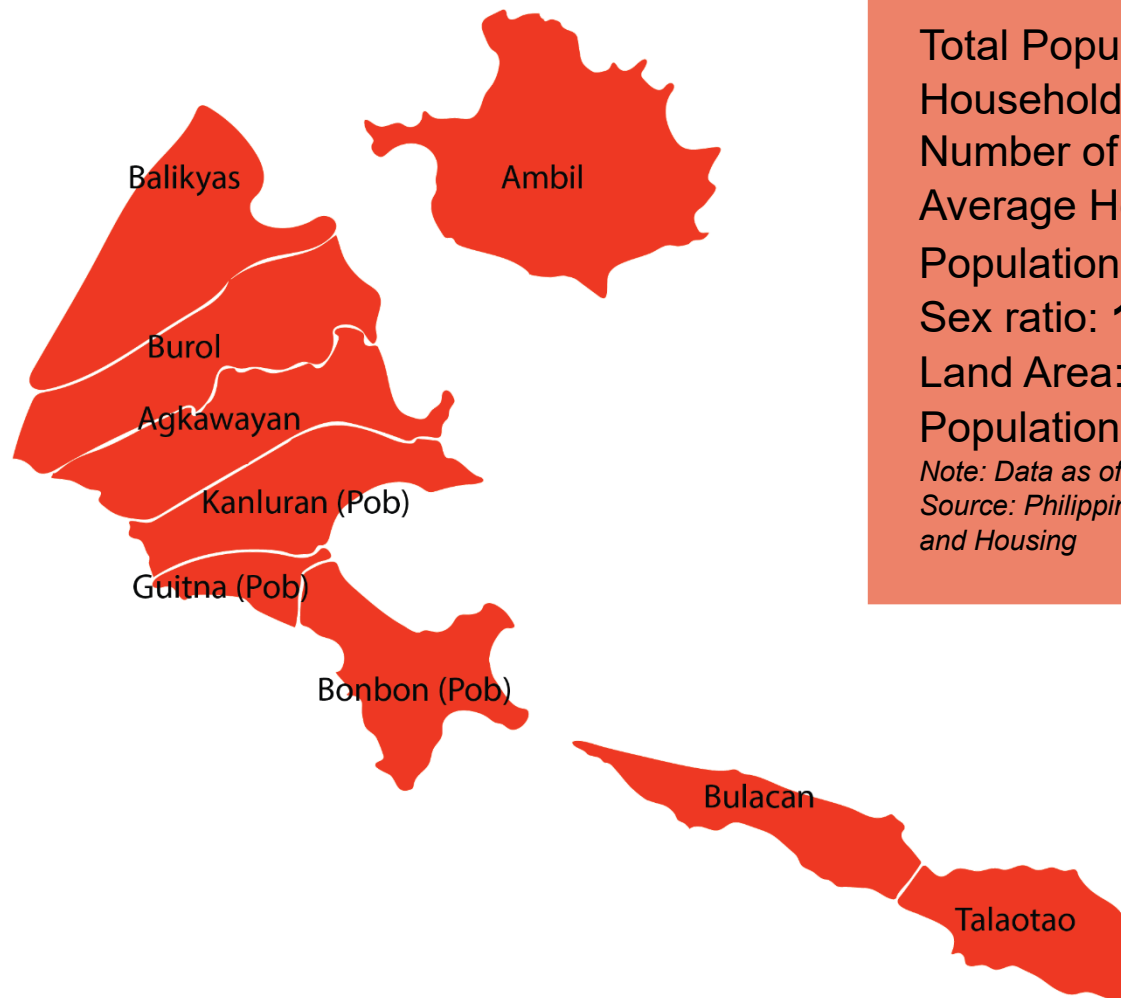 Balikyas
Ambil
Burol
Agkawayan
Kanluran (Pob)
Guitna (Pob)
Bonbon (Pob)
Bulacan
Talaotao
Total Popu
Household
Number of
Average H
Population
Sex ratio:
Land Area:
Population
Note: Data as of
Source: Philippin
and Housing